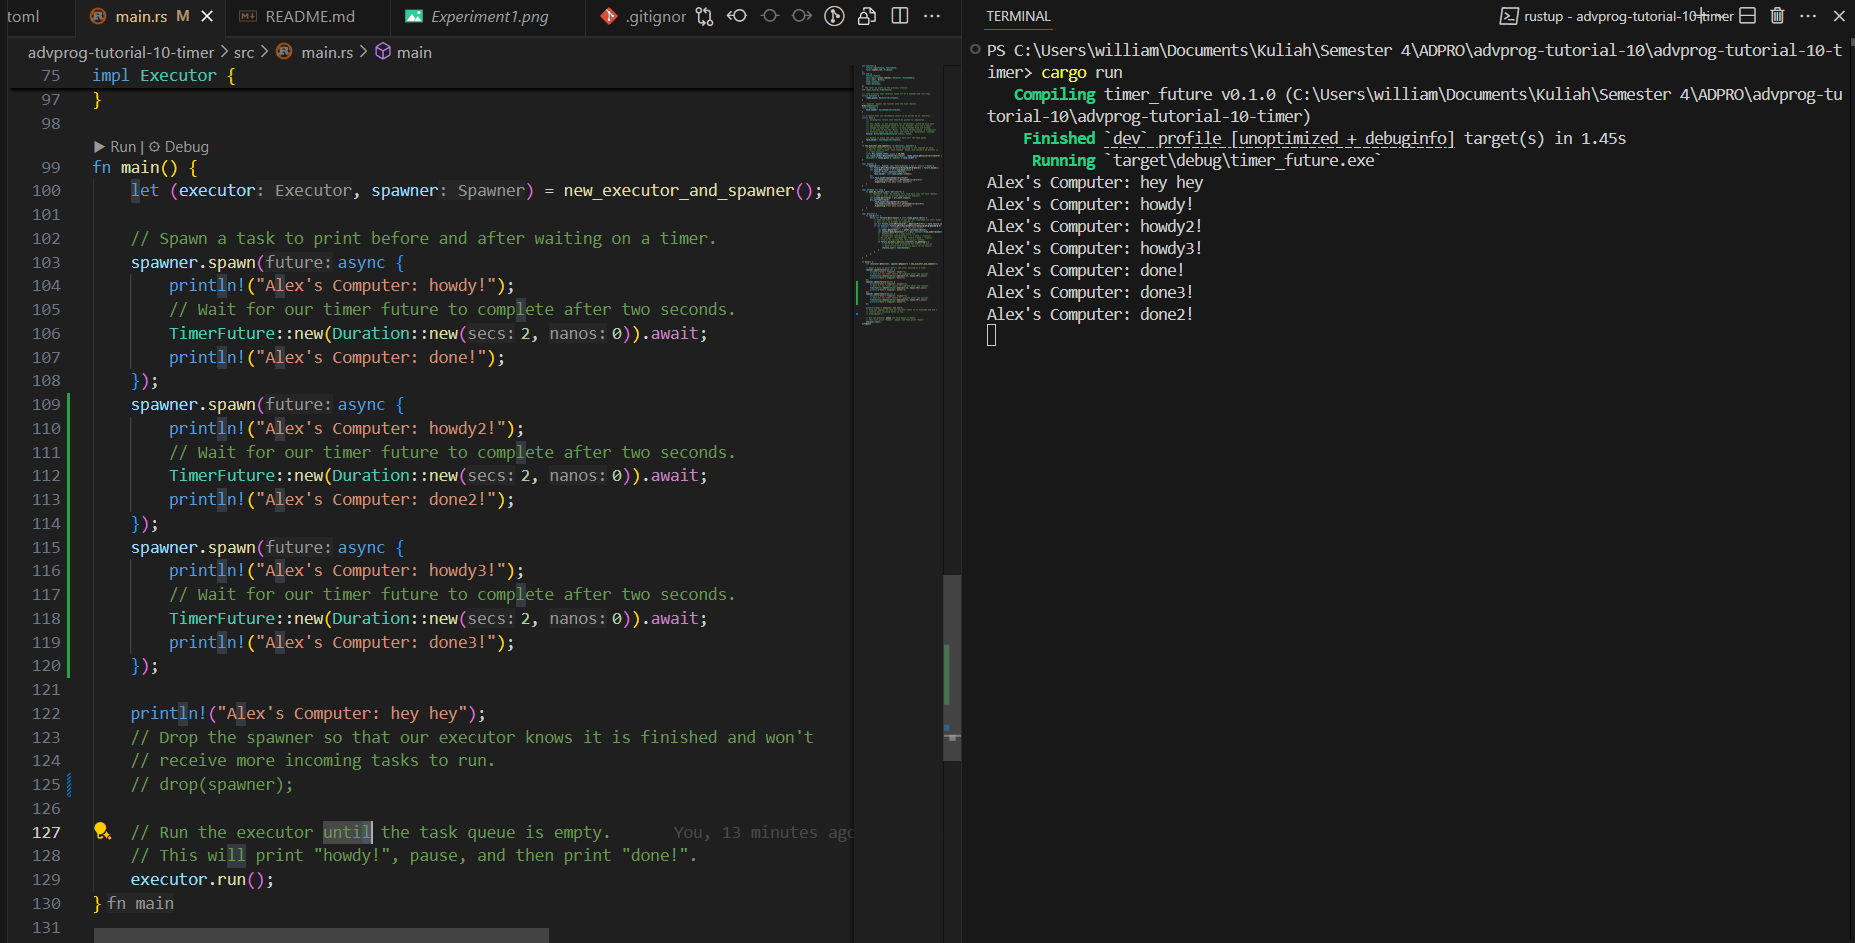 toml
main.rs M
README.md
Experiment1.png
.gitignor
advprog-tutorial-10-timer > src > main.rs > main
75 impl Executor {
97 }
98
Run | Debug
99 fn main() {
100 let (executor: Executor, spawner: Spawner) = new_executor_and_spawner();
101
102 // Spawn a task to print before and after waiting on a timer.
103 spawner.spawn(future: async {
104 println!("Alex's Computer: howdy!");
105 // Wait for our timer future to complete after two seconds.
106 TimerFuture::new(Duration::new(secs: 2, nanos: 0)).await;
107 println!("Alex's Computer: done!");
108 });
109 spawner.spawn(future: async {
110 println!("Alex's Computer: howdy2!");
111 // Wait for our timer future to complete after two seconds.
112 TimerFuture::new(Duration::new(secs: 2, nanos: 0)).await;
113 println!("Alex's Computer: done2!");
114 });
115 spawner.spawn(future: async {
116 println!("Alex's Computer: howdy3!");
117 // Wait for our timer future to complete after two seconds.
118 TimerFuture::new(Duration::new(secs: 2, nanos: 0)).await;
119 println!("Alex's Computer: done3!");
120 });
121
122 println!("Alex's Computer: hey hey");
123 // Drop the spawner so that our executor knows it is finished and won't
124 // receive more incoming tasks to run.
125 // drop(spawner);
126
127 // Run the executor until the task queue is empty. You, 13 minutes ago
128 // This will print "howdy!", pause, and then print "done!".
129 executor.run();
130 } fn main
131
TERMINAL
rustup - advprog-tutorial-10-timer
PS C:\Users\william\Documents\Kuliah\Semester 4\ADPRO\advprog-tutorial-10\advprog-tutorial-10-t
imer> cargo run
Compiling timer_future v0.1.0 (C:\Users\william\Documents\Kuliah\Semester 4\ADPRO\advprog-tu
torial-10\advprog-tutorial-10-timer)
Finished `dev` profile [unoptimized + debuginfo] target(s) in 1.45s
Running `target\debug\timer_future.exe`
Alex's Computer: hey hey
Alex's Computer: howdy!
Alex's Computer: howdy2!
Alex's Computer: howdy3!
Alex's Computer: done!
Alex's Computer: done3!
Alex's Computer: done2!